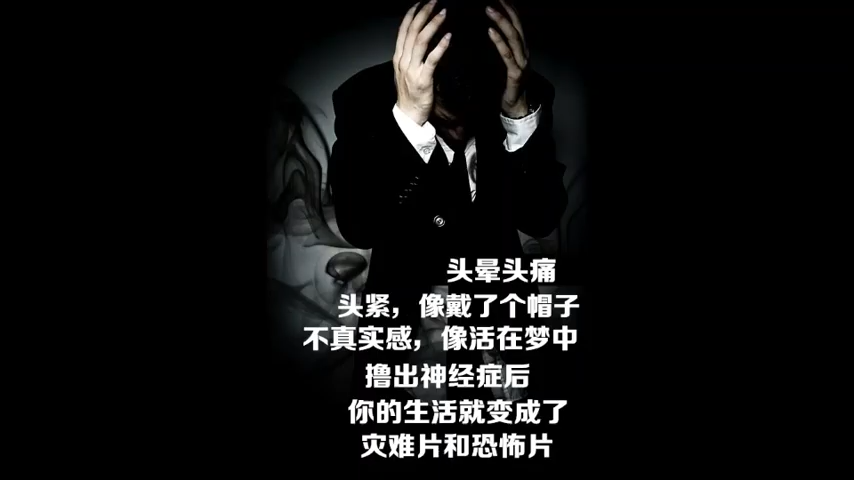 头晕头痛
头紧，像戴了个帽子
不真实感，像活在梦中
撸出神经症后
你的生活就变成了
灾难片和恐怖片